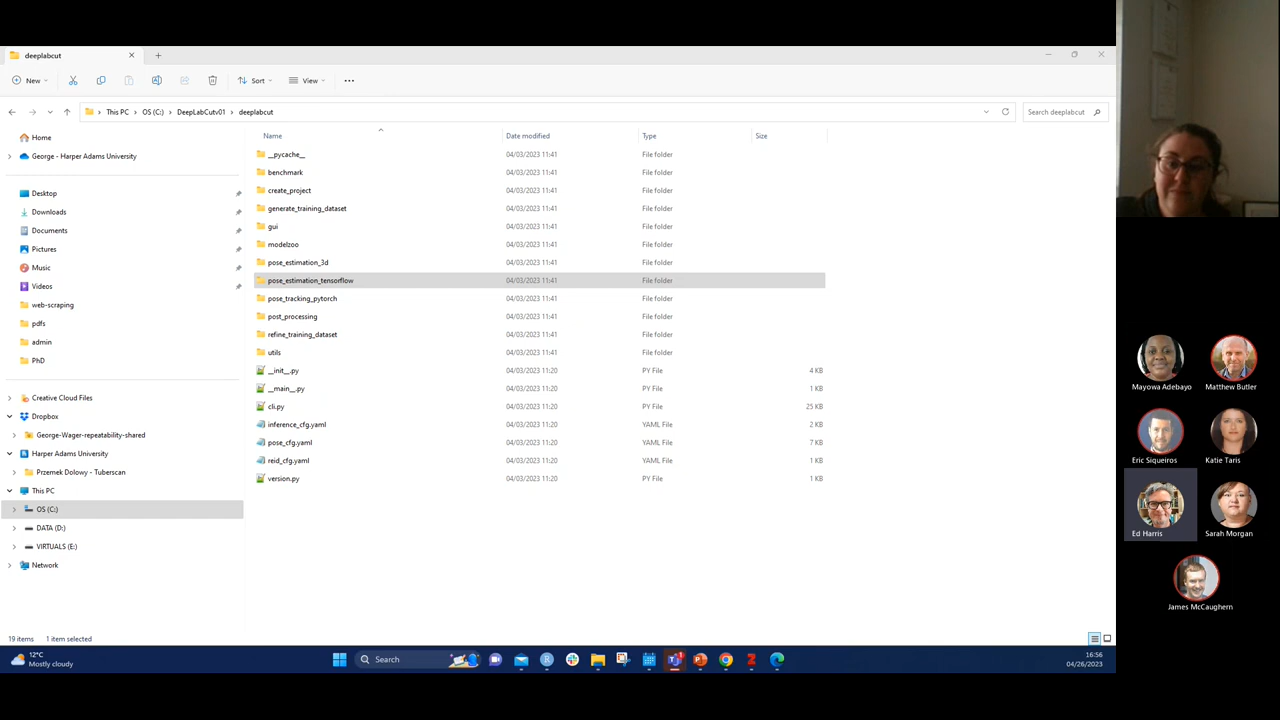 deeplabcut
New
Sort
View
This PC
OS (C:)
DeepLabCutv01
deeplabcut
Search deeplabcut
Name
Date modified
Type
Size
Home
George - Harper Adams University
Desktop
Downloads
Documents
Pictures
Music
Videos
web-scraping
pdfs
admin
PhD
Creative Cloud Files
Dropbox
George-Wager-repeatability-shared
Harper Adams University
Przemek Dolowy - Tuberscan
This PC
OS (C:)
DATA (D:)
VIRTUALS (E:)
Network
__pycache__ 04/03/2023 11:41 File folder
benchmark 04/03/2023 11:41 File folder
create_project 04/03/2023 11:41 File folder
generate_training_dataset 04/03/2023 11:41 File folder
gui 04/03/2023 11:41 File folder
modelzoo 04/03/2023 11:41 File folder
pose_estimation_3d 04/03/2023 11:41 File folder
pose_estimation_tensorflow 04/03/2023 11:41 File folder
pose_tracking_pytorch 04/03/2023 11:41 File folder
post_processing 04/03/2023 11:41 File folder
refine_training_dataset 04/03/2023 11:41 File folder
utils 04/03/2023 11:41 File folder
__init__.py 04/03/2023 11:20 PY File 4 KB
__main__.py 04/03/2023 11:20 PY File 1 KB
cli.py 04/03/2023 11:20 PY File 25 KB
inference_cfg.yaml 04/03/2023 11:20 YAML File 2 KB
pose_cfg.yaml 04/03/2023 11:20 YAML File 7 KB
reid_cfg.yaml 04/03/2023 11:20 YAML File 1 KB
version.py 04/03/2023 11:20 PY File 1 KB
19 items 1 item selected
12°C
Mostly cloudy
Search
16:56
04/26/2023
Mayowa Adebayo
Matthew Butler
Eric Siqueiros
Katie Taris
Ed Harris
Sarah Morgan
James McCaughern